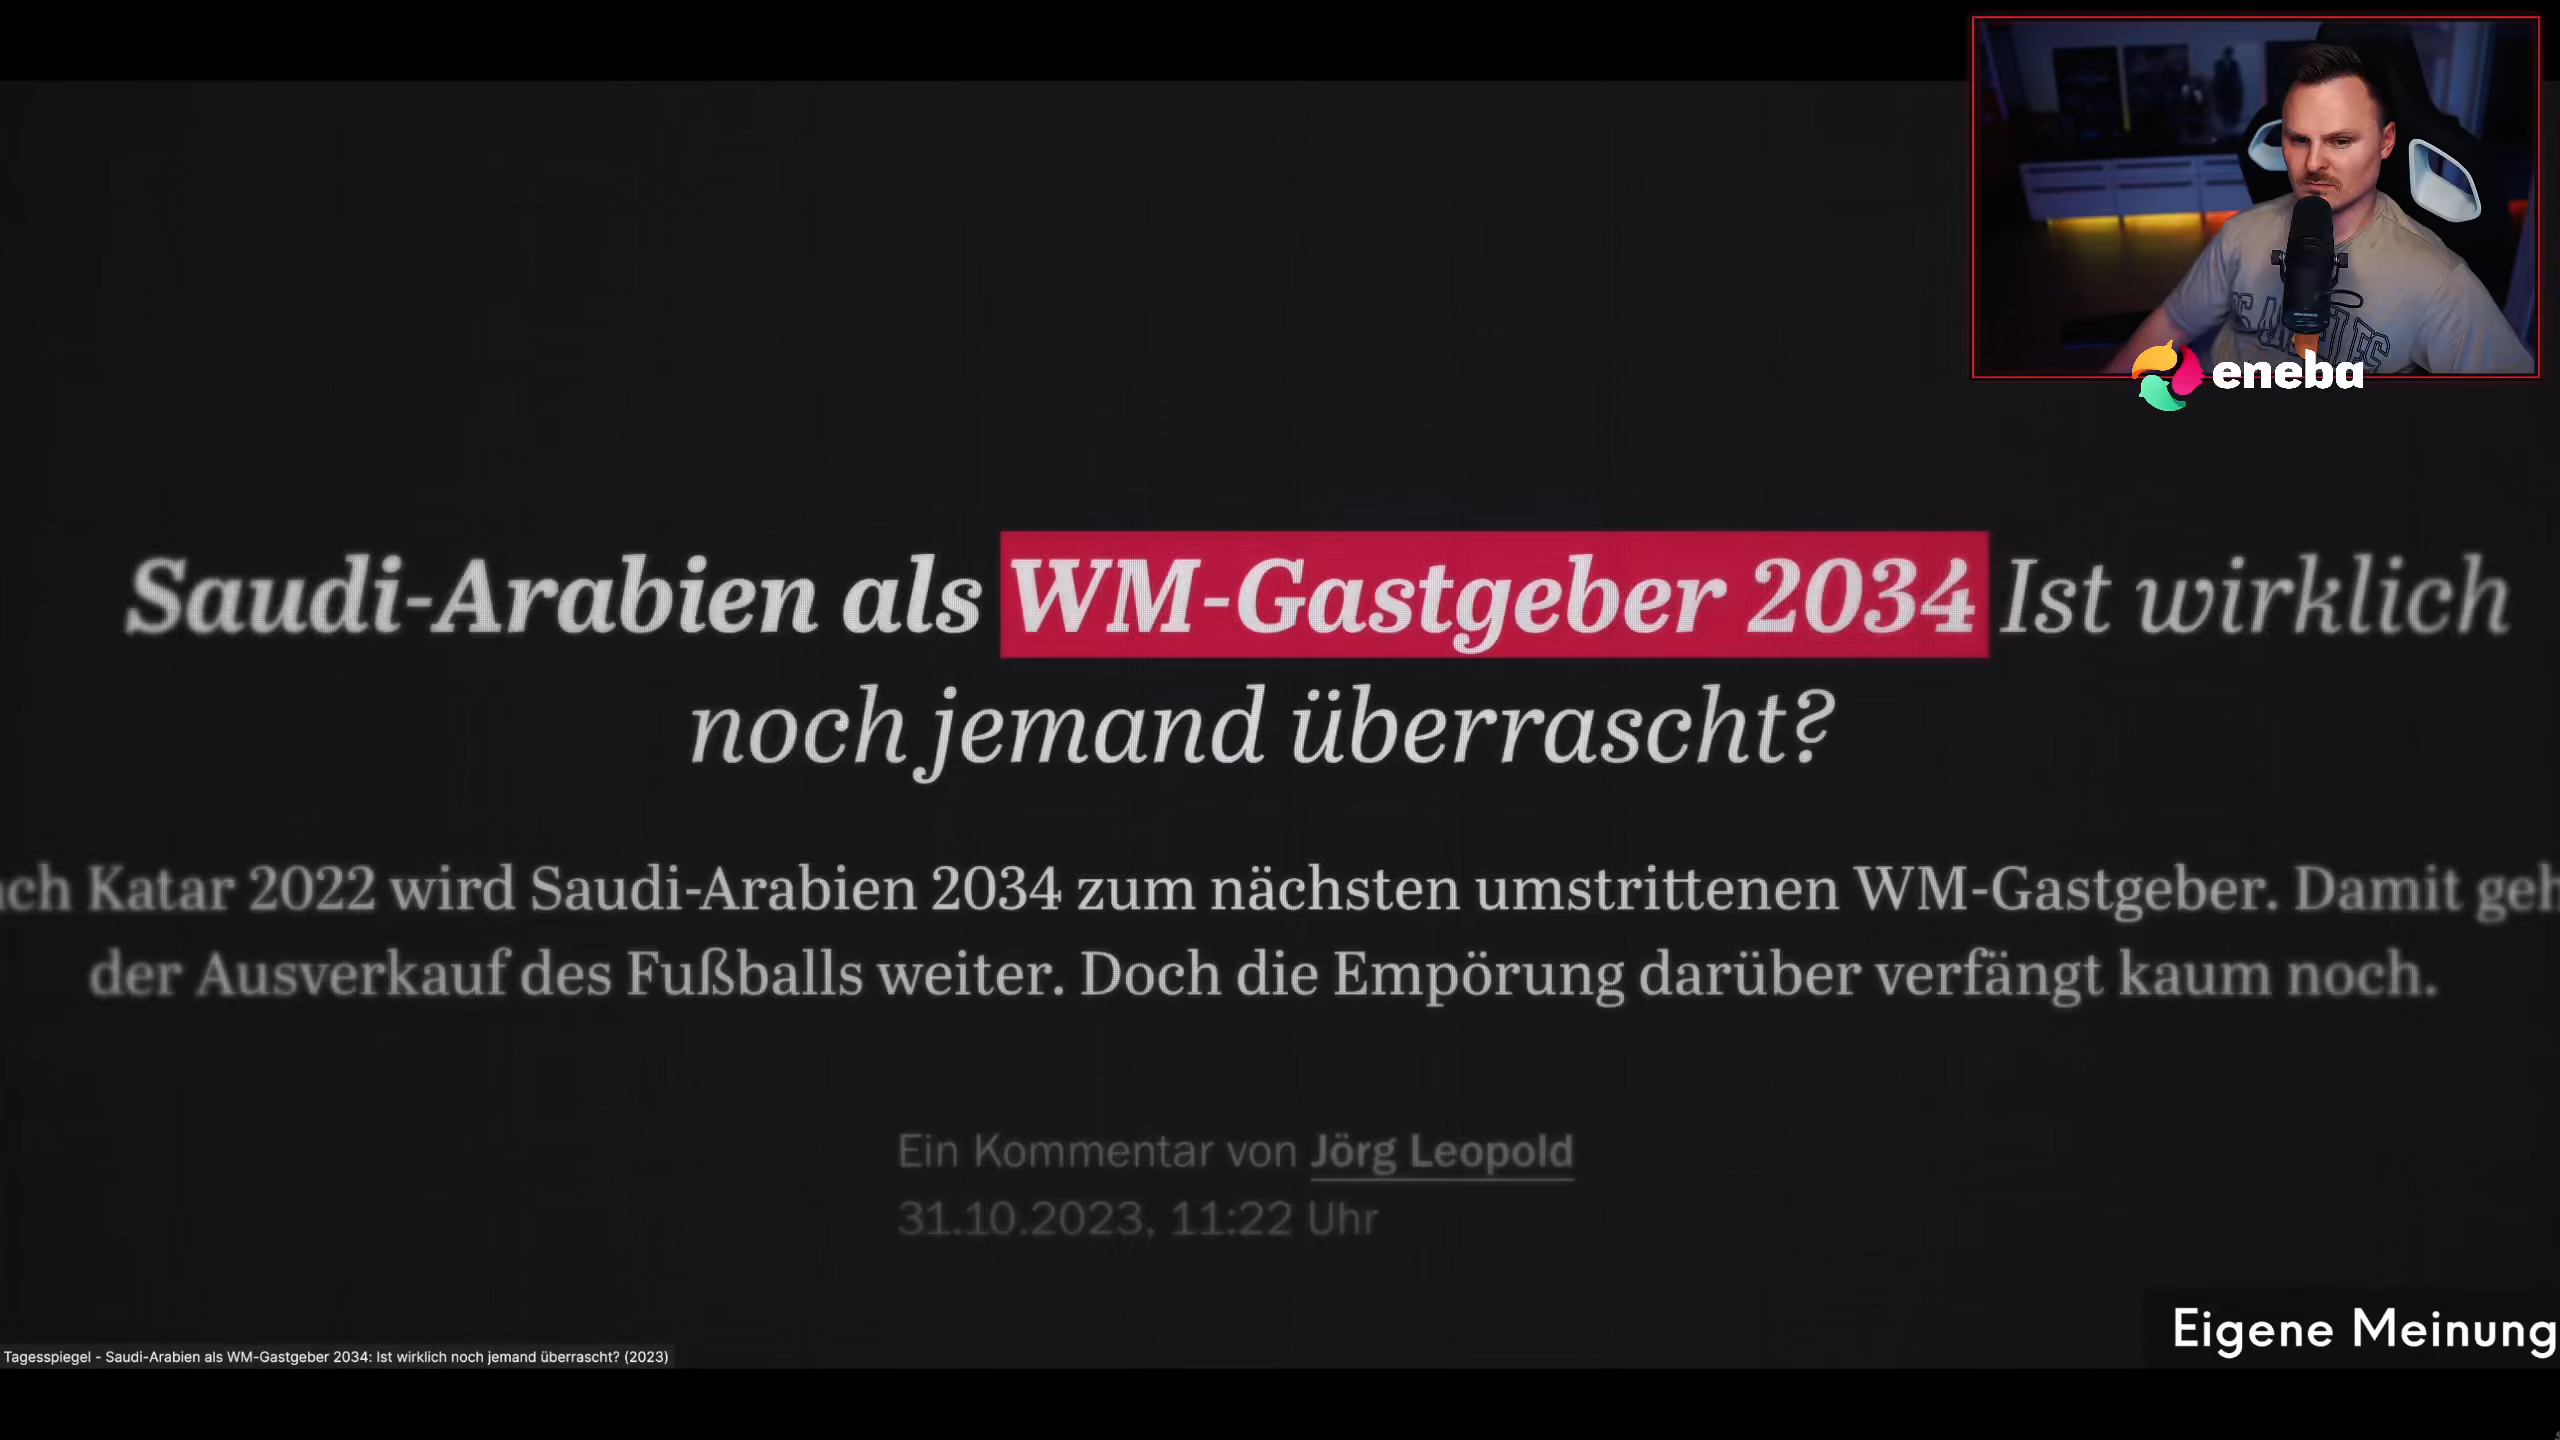 eneba
Saudi-Arabien als WM-Gastgeber 2034 Ist wirklich
noch jemand überrascht?
Katar 2022 wird Saudi-Arabien 2034 zum nächsten umstrittenen WM-Gastgeber. Damit
der Ausverkauf des Fußballs weiter. Doch die Empörung darüber verfängt kaum noch.
Ein Kommentar von Jörg Leopold
31.10.2023, 11:22 Uhr
Eigene Meinung
Tagesspiegel - Saudi-Arabien als WM-Gastgeber 2034: Ist wirklich noch jemand überrascht? (2023)